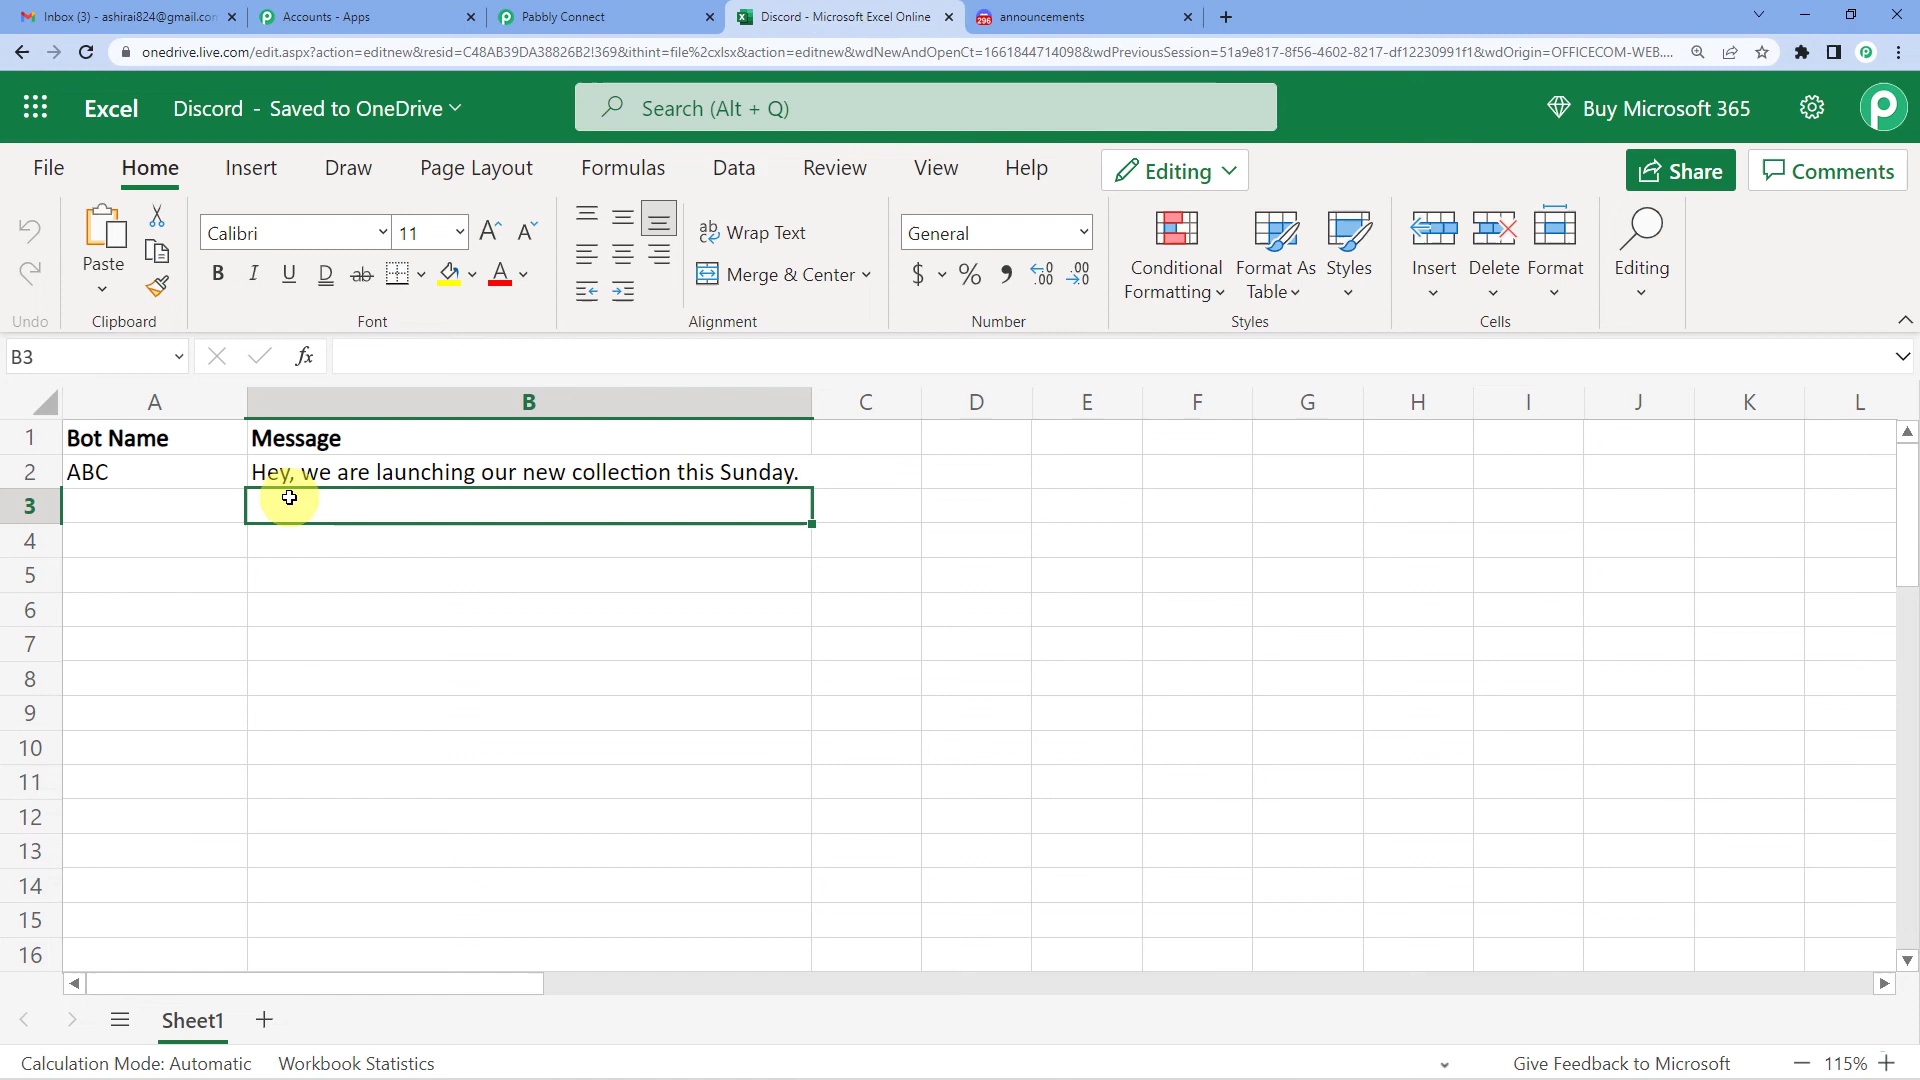 Inbox (3) - ashirai824@gmail.con
Accounts - Apps
Pabbly Connect
Discord - Microsoft Excel Online
296
announcements
onedrive.live.com/edit.aspx?action=editnew&resid=C48AB39DA38826B2!369&ithint=file%2cxlsx&action=editnew&wdNewAndOpenCt=1661844714098&wdPreviousSession=51a9e817-8f56-4602-8217-df12230991f1&wdOrigin=OFFICECOM-WEB....
Excel
Discord - Saved to OneDrive
Search (Alt + Q)
Buy Microsoft 365
File
Home
Insert
Draw
Page Layout
Formulas
Data
Review
View
Help
Editing
Share
Comments
Undo
Paste
Clipboard
Calibri
11
B I U D ab
Font
Wrap Text
Merge & Center
Alignment
General
$ % 9
Number
Conditional Formatting
Format As Table
Styles
Styles
Insert
Delete
Format
Cells
Editing
B3
fx
A B C D E F G H I J K L
1 Bot Name Message
2 ABC Hey, we are launching our new collection this Sunday.
3
4
5
6
7
8
9
10
11
12
13
14
15
16
Sheet1
Calculation Mode: Automatic
Workbook Statistics
Give Feedback to Microsoft
115%